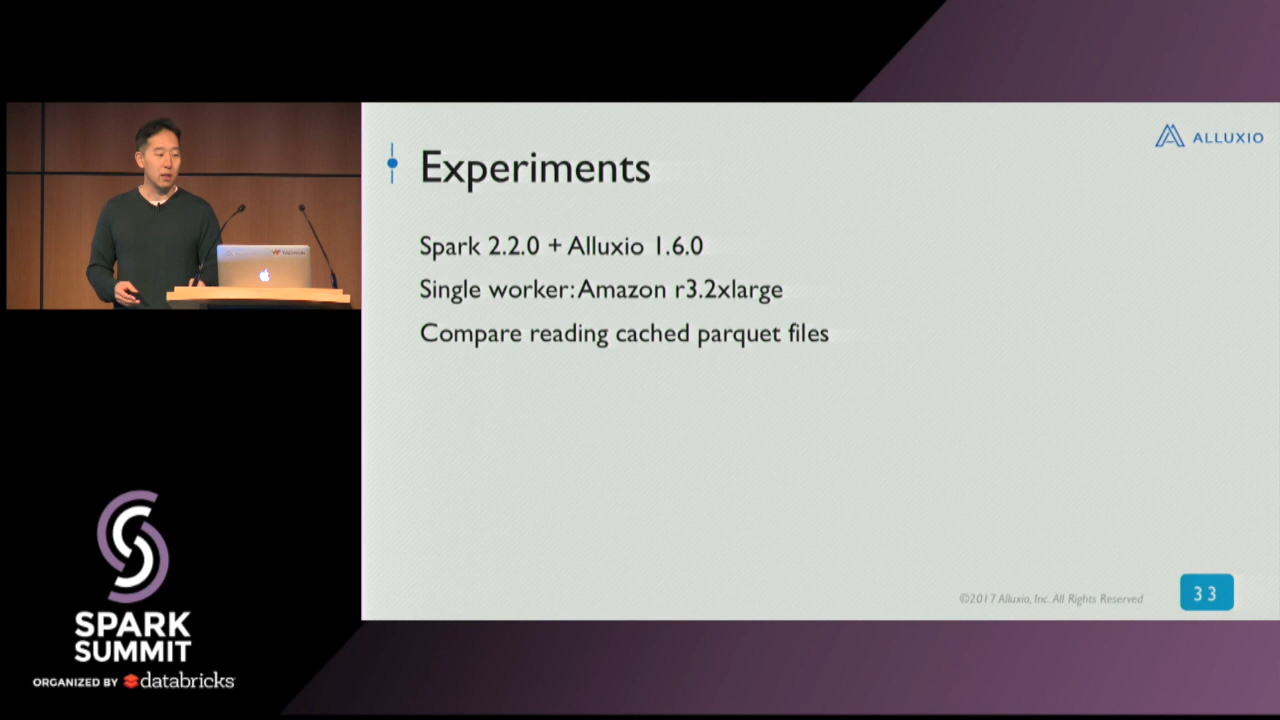 ALLUXIO
Experiments
Spark 2.2.0 + Alluxio 1.6.0
Single worker: Amazon r3.2xlarge
Compare reading cached parquet files
©2017 Alluxio, Inc. All Rights Reserved
33
SPARK
SUMMIT
ORGANIZED BY databricks